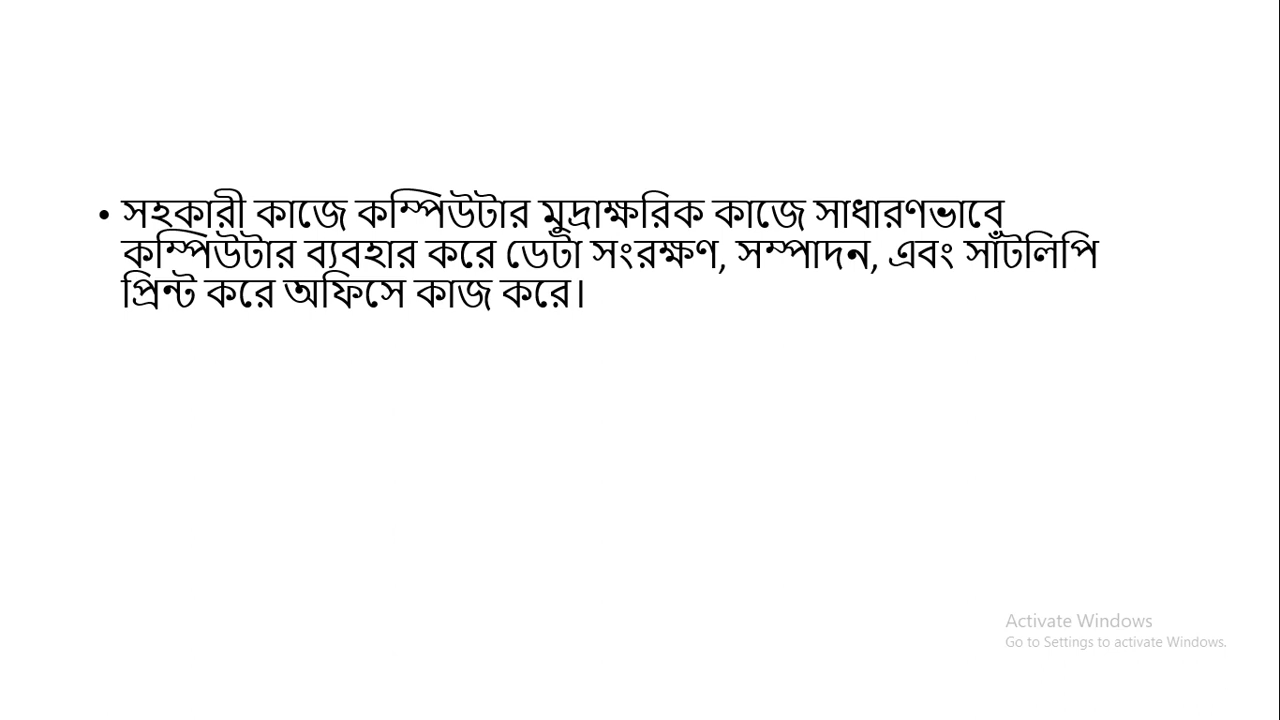 • সহকারী কাজে কম্পিউটার মুদ্রাক্ষরিক কাজে সাধারণভাবে
কম্পিউটার ব্যবহার করে ডেটা সংরক্ষণ, সম্পাদন, এবং সাঁটলিপি
প্রিন্ট করে অফিসে কাজ করে।
Activate Windows
Go to Settings to activate Windows.